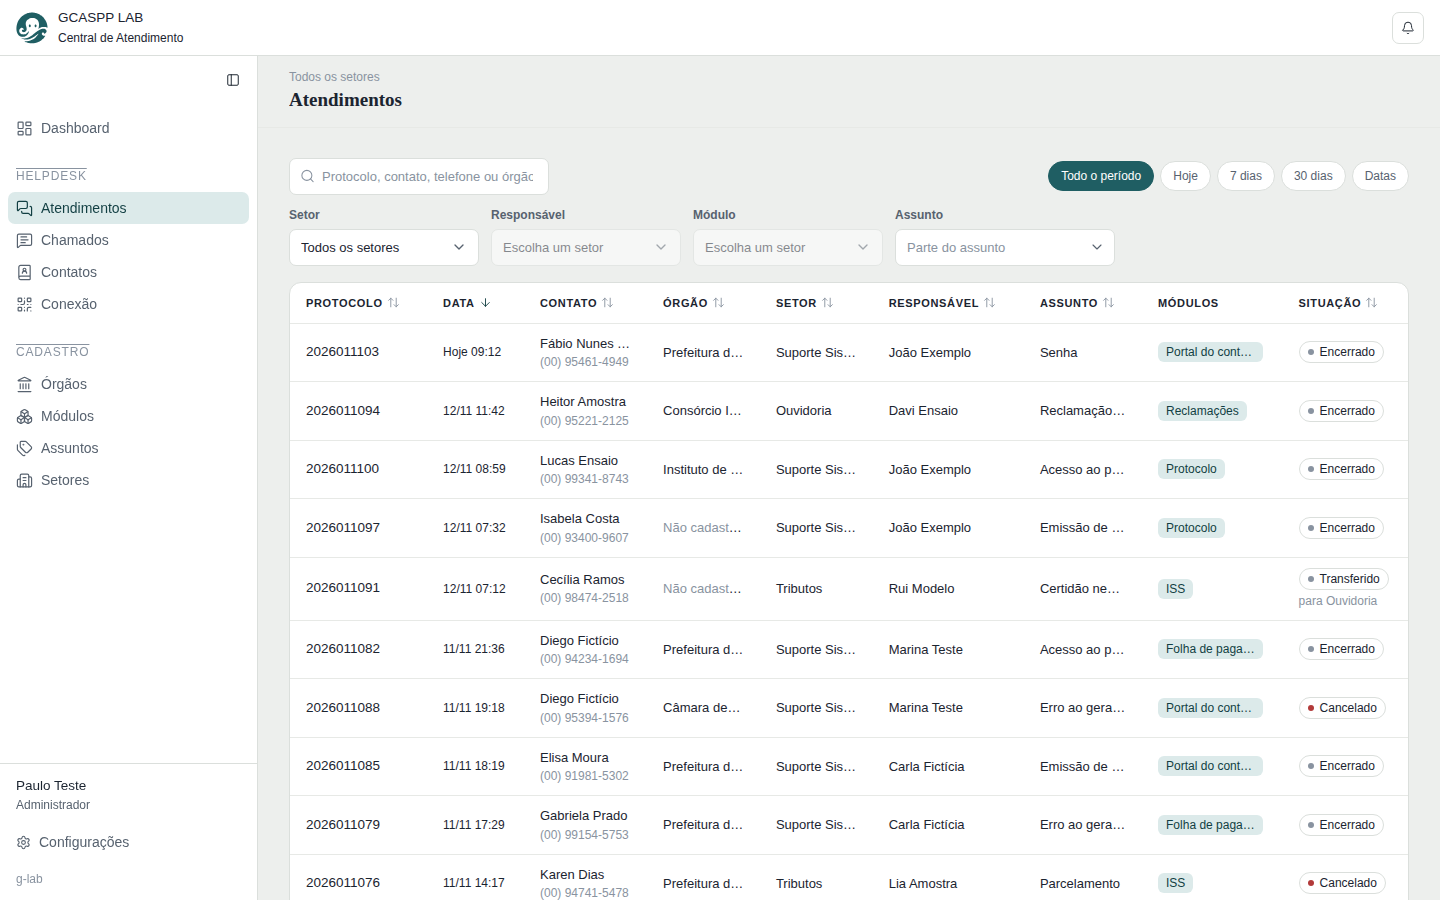 GCASPP LAB
Central de Atendimento
Dashboard
HELPDESK
Atendimentos
Chamados
Contatos
Conexão
CADASTRO
Órgãos
Módulos
Assuntos
Setores
Paulo Teste
Administrador
Configurações
g-lab
Todos os setores
Atendimentos
Protocolo, contato, telefone ou órgão
Todo o período Hoje 7 dias 30 dias Datas
Setor Responsável Módulo Assunto
Todos os setores Escolha um setor Escolha um setor Parte do assunto
PROTOCOLO DATA CONTATO ÓRGÃO SETOR RESPONSÁVEL ASSUNTO MÓDULOS SITUAÇÃO
2026011103 Hoje 09:12 Fábio Nunes … Prefeitura d… Suporte Sis… João Exemplo Senha Portal do cont… Encerrado
(00) 95461-4949
2026011094 12/11 11:42 Heitor Amostra Consórcio I… Ouvidoria Davi Ensaio Reclamação… Reclamações Encerrado
(00) 95221-2125
2026011100 12/11 08:59 Lucas Ensaio Instituto de … Suporte Sis… João Exemplo Acesso ao p… Protocolo Encerrado
(00) 99341-8743
2026011097 12/11 07:32 Isabela Costa Não cadast… Suporte Sis… João Exemplo Emissão de … Protocolo Encerrado
(00) 93400-9607
2026011091 12/11 07:12 Cecília Ramos Não cadast… Tributos Rui Modelo Certidão ne… ISS Transferido
(00) 98474-2518 para Ouvidoria
2026011082 11/11 21:36 Diego Fictício Prefeitura d… Suporte Sis… Marina Teste Acesso ao p… Folha de paga… Encerrado
(00) 94234-1694
2026011088 11/11 19:18 Diego Fictício Câmara de… Suporte Sis… Marina Teste Erro ao gera… Portal do cont… Cancelado
(00) 95394-1576
2026011085 11/11 18:19 Elisa Moura Prefeitura d… Suporte Sis… Carla Fictícia Emissão de … Portal do cont… Encerrado
(00) 91981-5302
2026011079 11/11 17:29 Gabriela Prado Prefeitura d… Suporte Sis… Carla Fictícia Erro ao gera… Folha de paga… Encerrado
(00) 99154-5753
2026011076 11/11 14:17 Karen Dias Prefeitura d… Tributos Lia Amostra Parcelamento ISS Cancelado
(00) 94741-5478